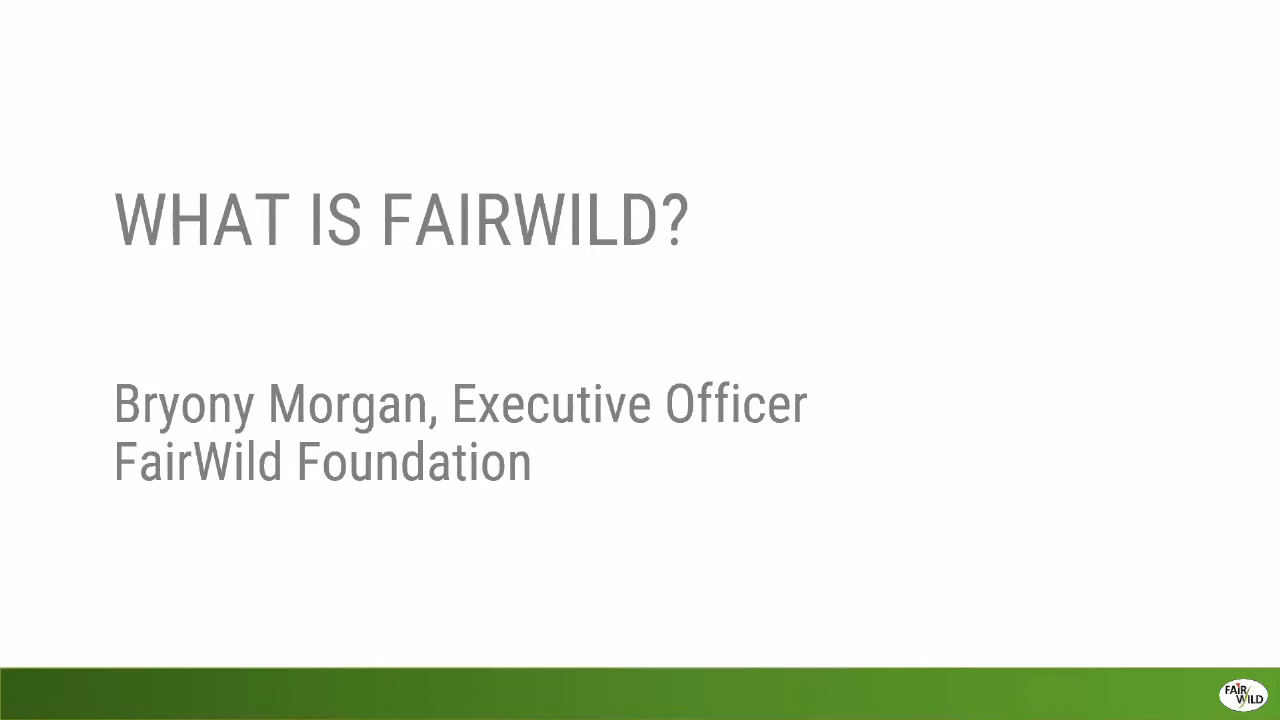 WHAT IS FAIRWILD?
Bryony Morgan, Executive Officer
FairWild Foundation
FAIR
WILD